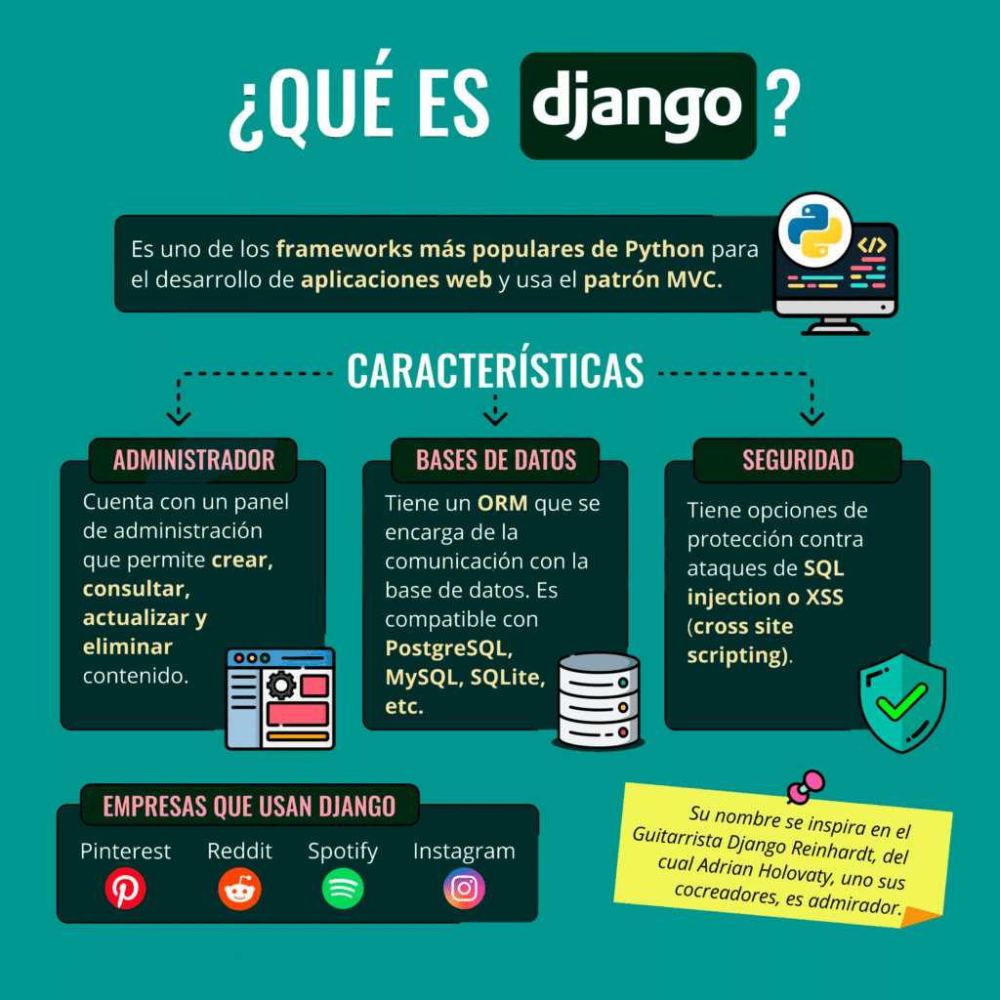 ¿QUÉ ES django?
Es uno de los frameworks más populares de Python para
el desarrollo de aplicaciones web y usa el patrón MVC.
</>
CARACTERÍSTICAS
ADMINISTRADOR
Cuenta con un panel
de administración
que permite crear,
consultar,
actualizar y
eliminar
contenido.
BASES DE DATOS
Tiene un ORM que se
encarga de la
comunicación con la
base de datos. Es
compatible con
PostgreSQL,
MySQL, SQLite,
etc.
SEGURIDAD
Tiene opciones de
protección contra
ataques de SQL
injection o XSS
(cross site
scripting).
EMPRESAS QUE USAN DJANGO
Pinterest Reddit Spotify Instagram
Su nombre se inspira en el
Guitarrista Django Reinhardt, del
cual Adrian Holovaty, uno sus
cocreadores, es admirador.